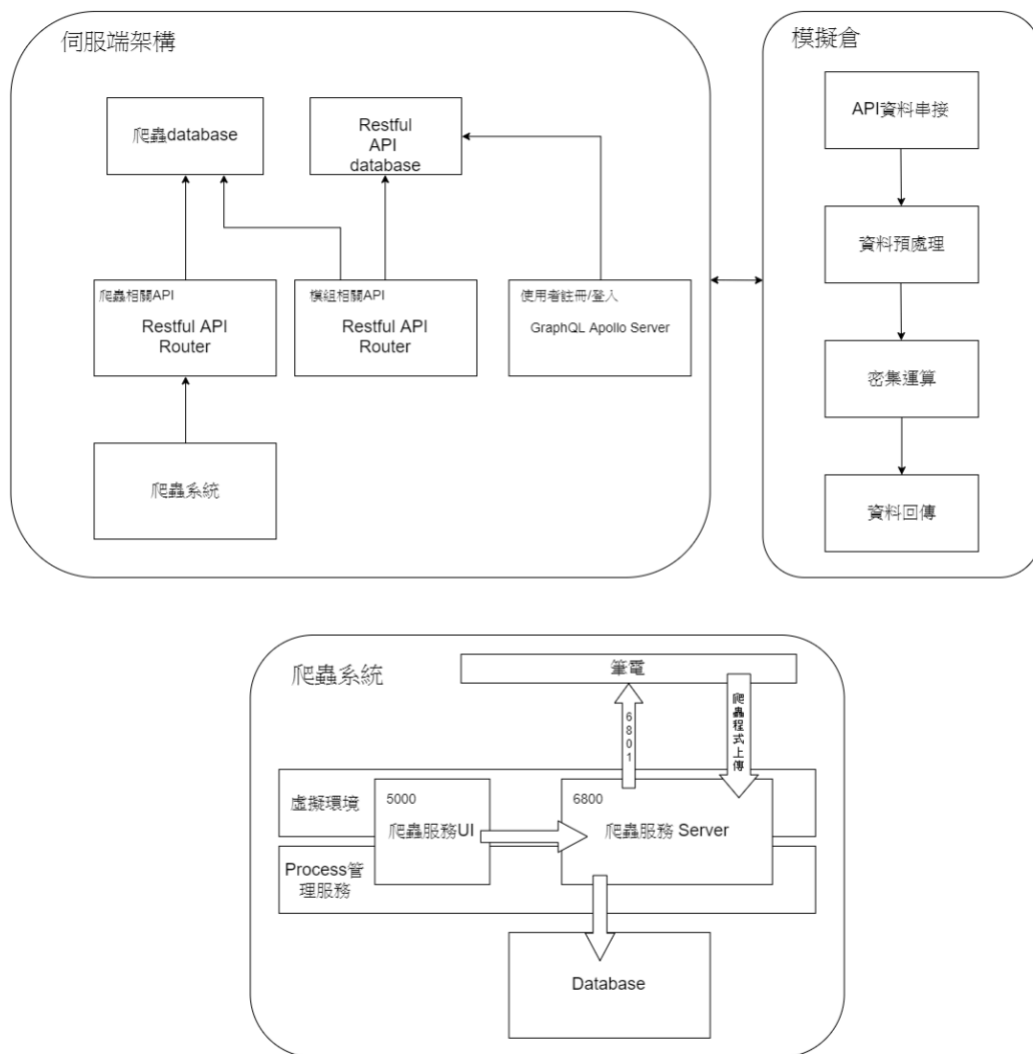 伺服端架構
爬蟲database
Restful
API
database
爬蟲相關API
Restful API
Router
模組相關API
Restful API
Router
使用者註冊/登入
GraphQL Apollo Server
爬蟲系統
模擬倉
API資料串接
資料預處理
密集運算
資料回傳
爬蟲系統
筆電
6801
爬蟲程式上傳
虛擬環境
5000
爬蟲服務UI
6800
爬蟲服務 Server
Process管
理服務
Database